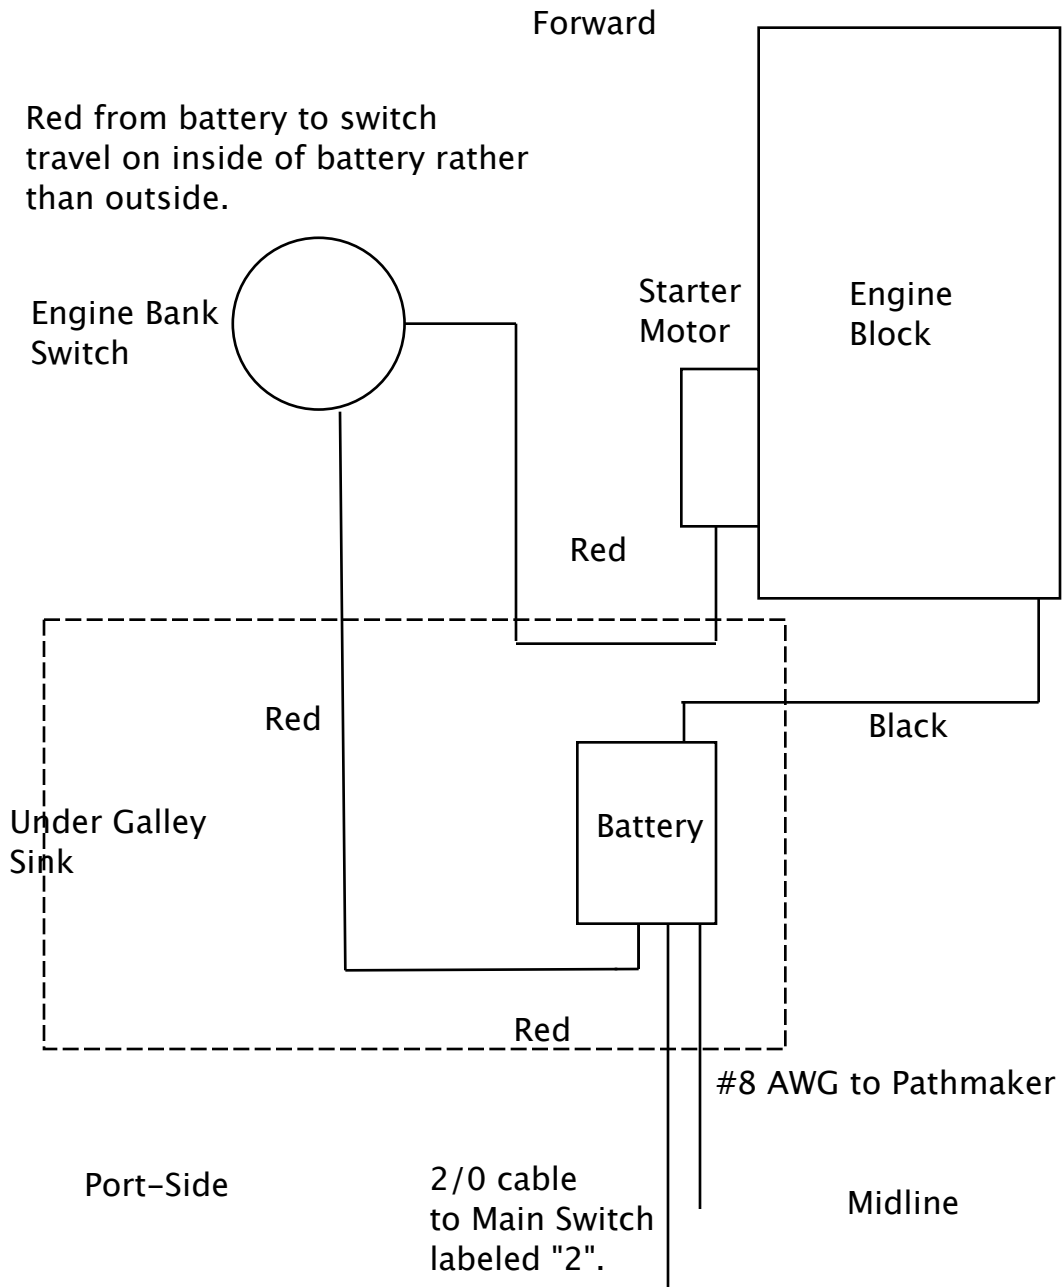 Forward
Red from battery to switch
travel on inside of battery rather
than outside.
Engine Bank
Switch
Starter
Motor
Engine
Block
Red
Red
Black
Under Galley
Sink
Battery
Red
#8 AWG to Pathmaker
Port-Side
2/0 cable
to Main Switch
labeled "2".
Midline